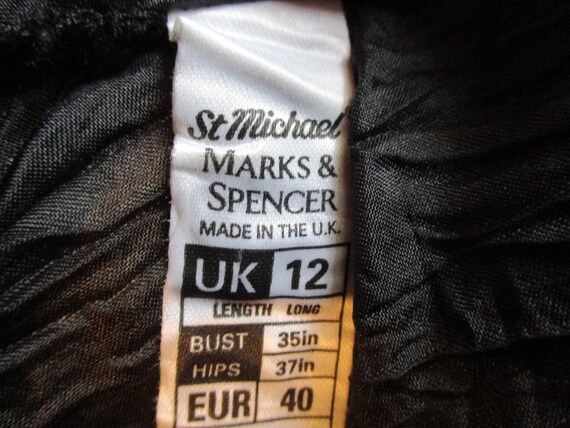 St Michael
MARKS &
SPENCER
MADE IN THE U.K.
UK 12
LENGTH LONG
BUST 35in
HIPS 37in
EUR 40